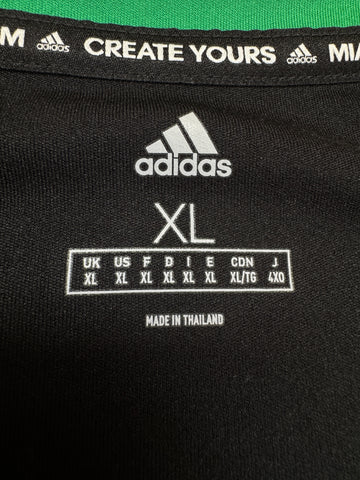 AM adidas CREATE YOURS adidas MIA
adidas
XL
UK US F D I E CDN J
XL XL XL XL XL XL XL/TG 4XO
MADE IN THAILAND